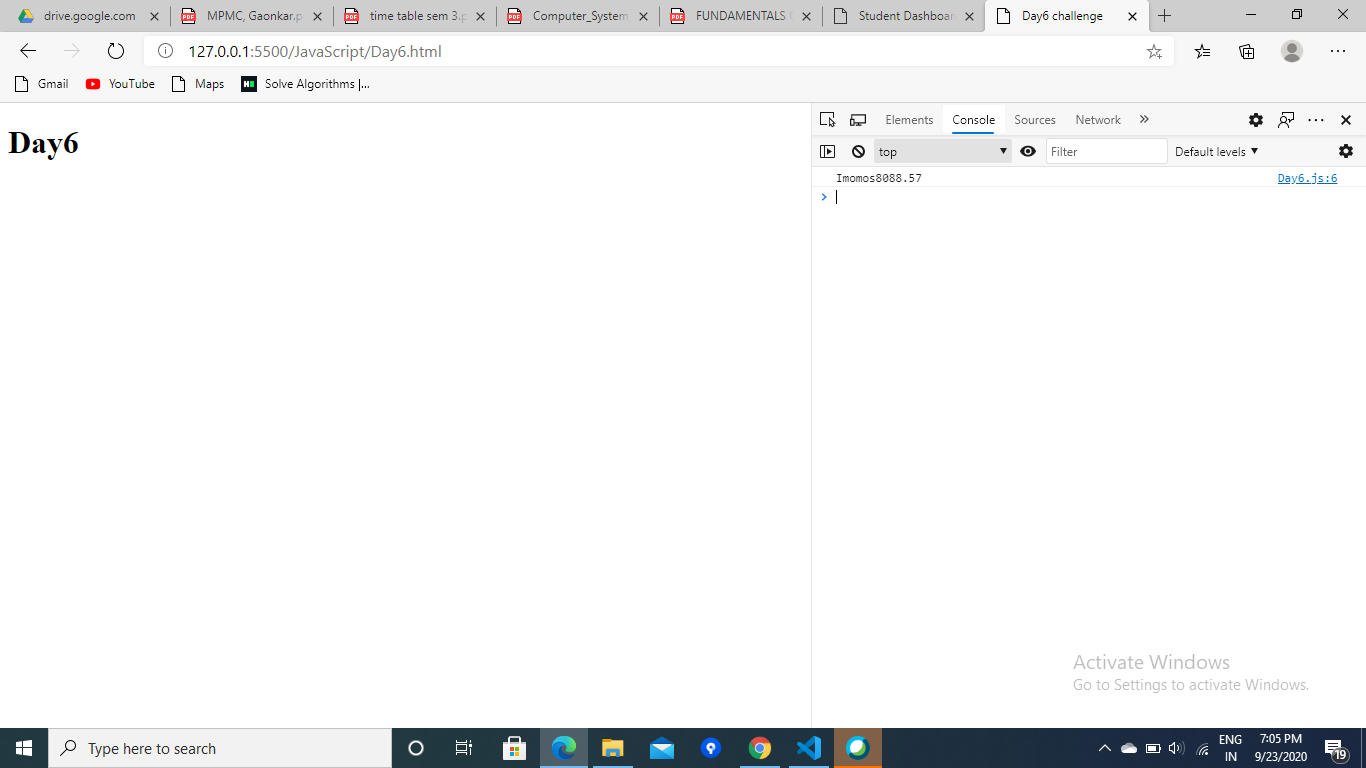 drive.google.com
MPMC, Gaonkar.p
time table sem 3.p
Computer_System
FUNDAMENTALS
Student Dashboar
Day6 challenge
127.0.0.1:5500/JavaScript/Day6.html
Gmail
YouTube
Maps
Solve Algorithms |...
Day6
Elements
Console
Sources
Network
top
Filter
Default levels
Imomos8088.57
Day6.js:6
Activate Windows
Go to Settings to activate Windows.
Type here to search
ENG
IN
7:05 PM
9/23/2020
19